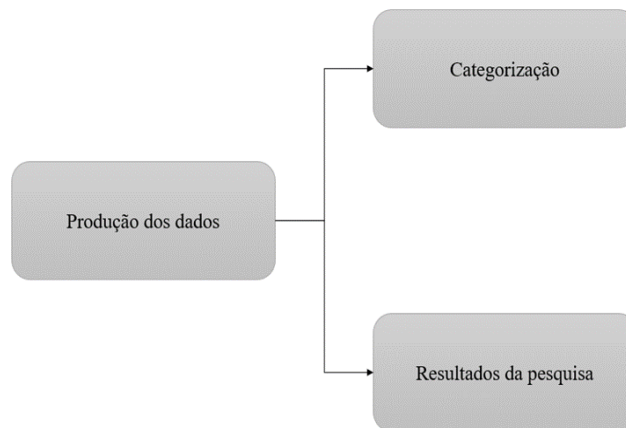 Categorização
Produção dos dados
Resultados da pesquisa